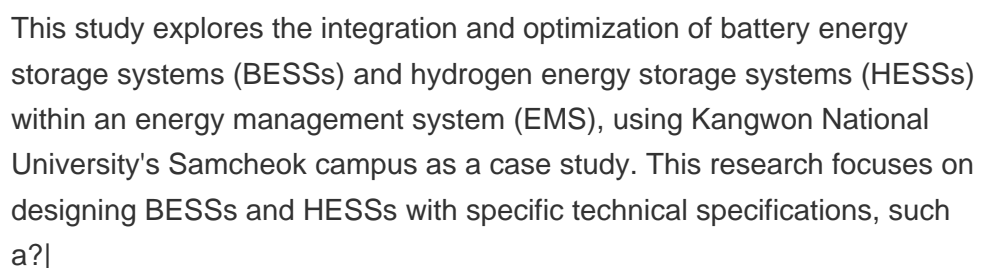 This study explores the integration and optimization of battery energy
storage systems (BESSs) and hydrogen energy storage systems (HESSs)
within an energy management system (EMS), using Kangwon National
University's Samcheok campus as a case study. This research focuses on
designing BESSs and HESSs with specific technical specifications, such
a?|